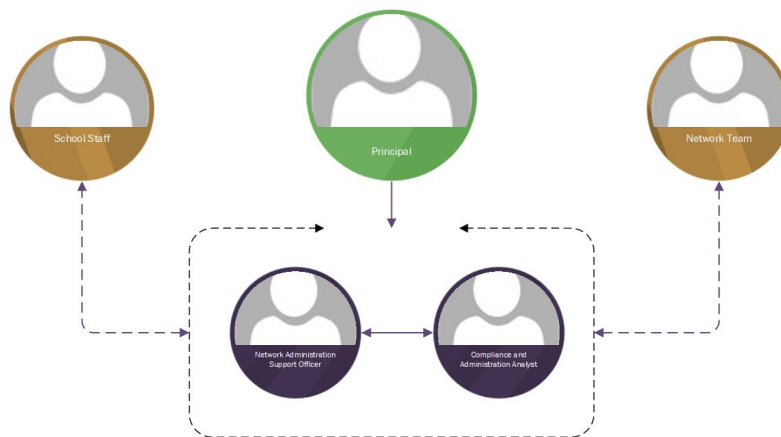 School Staff
Principal
Network Team
Network Administration
Support Officer
Compliance and
Administration Analyst